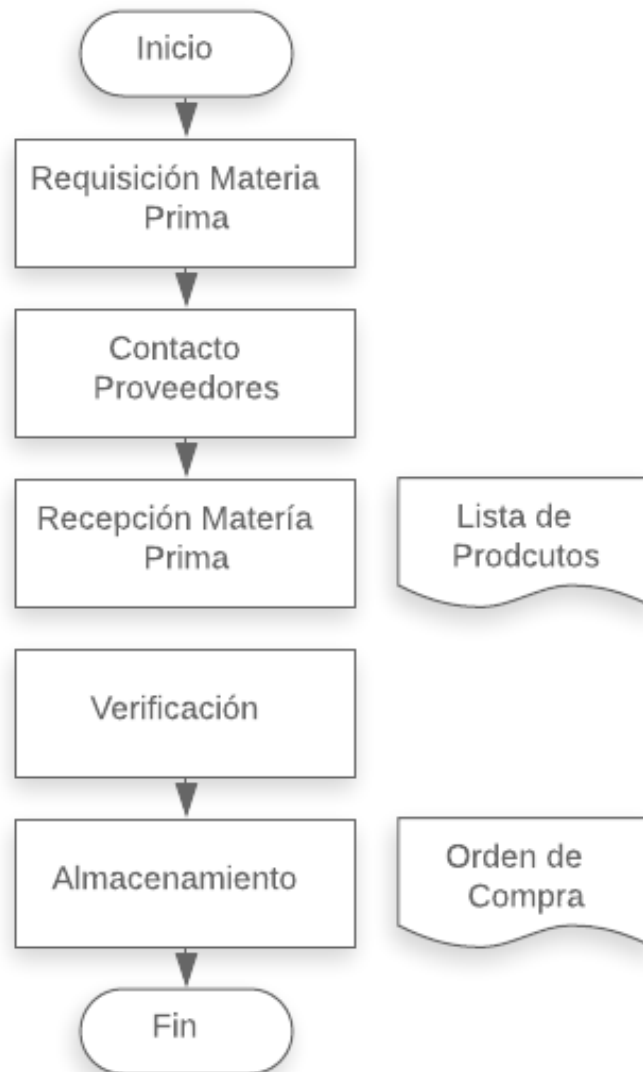 Inicio
Requisición Materia
Prima
Contacto
Proveedores
Recepción Matería
Prima
Lista de
Prodcutos
Verificación
Almacenamiento
Orden de
Compra
Fin